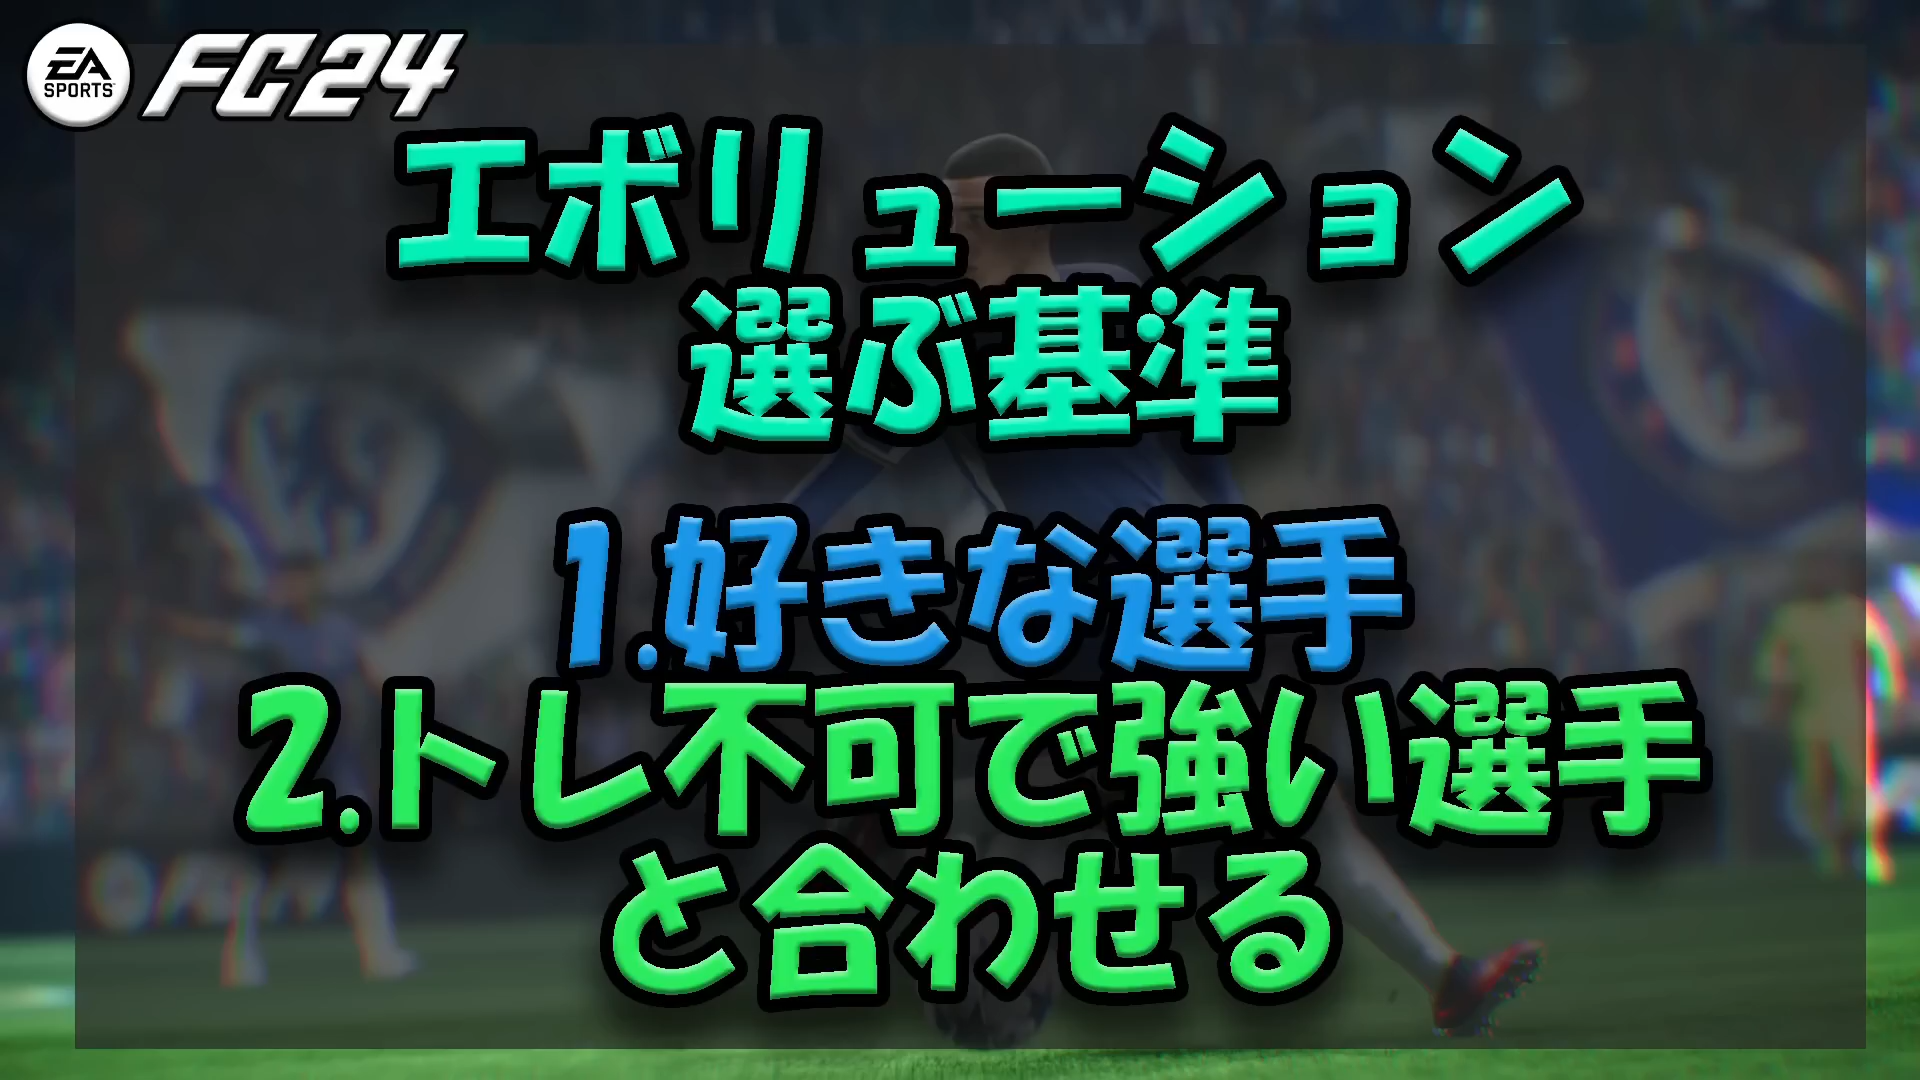 EA SPORTS FC24
エボリューション
選ぶ基準
1.好きな選手
2.トレ不可で強い選手
と合わせる